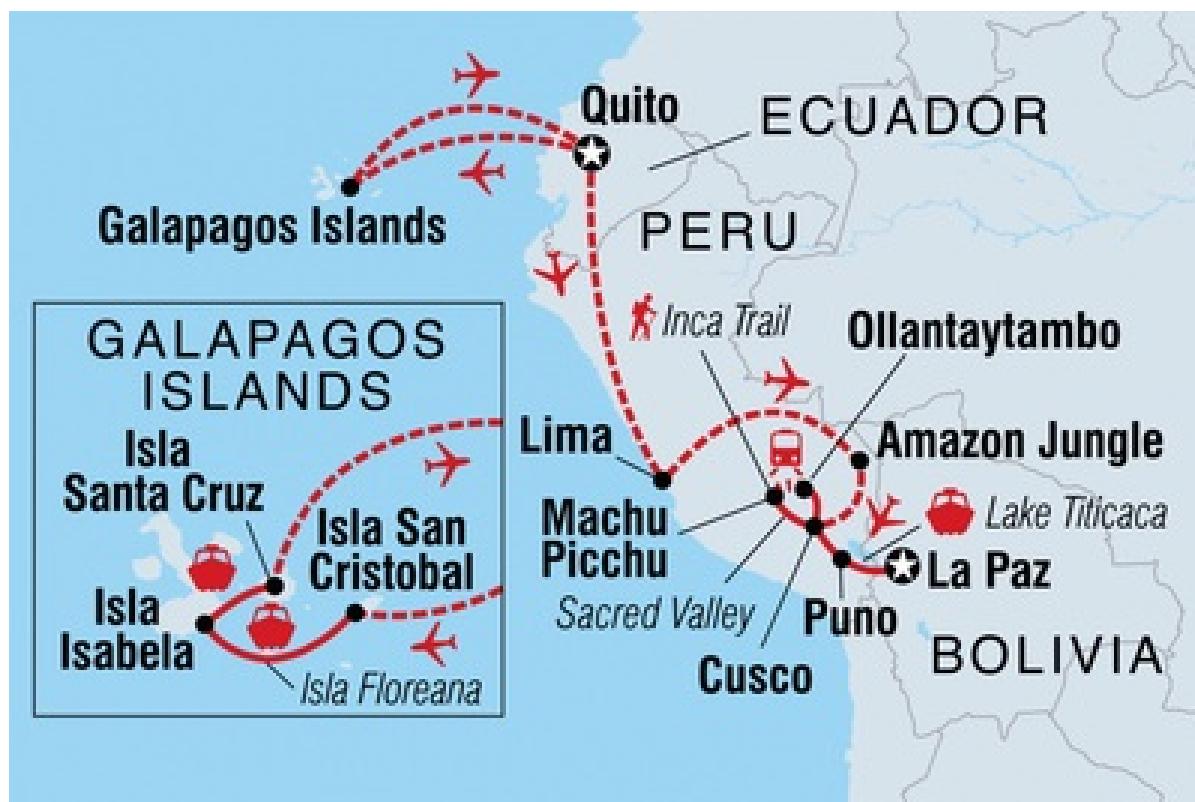 Quito
ECUADOR
Galapagos Islands
PERU
Inca Trail
Ollantaytambo
GALAPAGOS
ISLANDS
Lima
Amazon Jungle
Isla
Santa Cruz
Isla San
Cristobal
Machu
Picchu
Lake Titicaca
La Paz
Isla
Isabela
Sacred Valley
Puno
Cusco
BOLIVIA
Isla Floreana